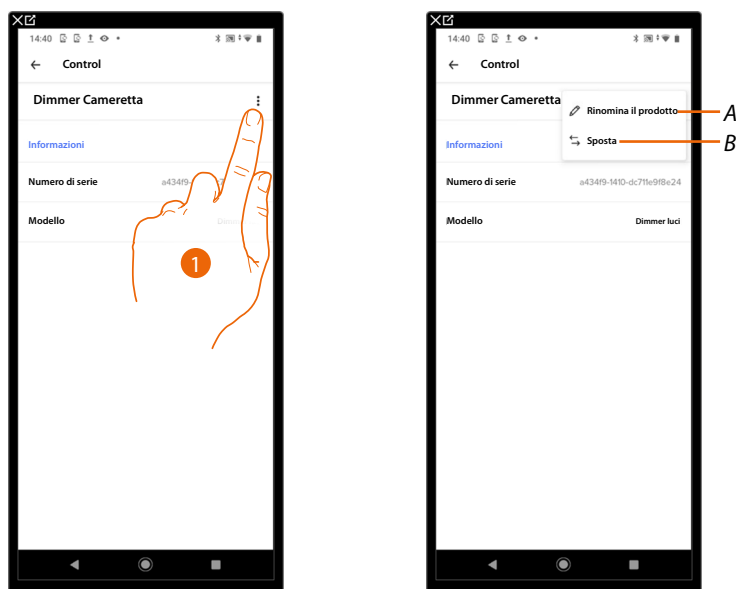 14:40
Control
Dimmer Cameretta
Informazioni
Numero di serie
Modello
1
14:40
Control
Dimmer Cameretta
Rinomina il prodotto
A
Sposta
B
Informazioni
Numero di serie a434f9-1410-dc711e9f8e24
Modello Dimmer luci